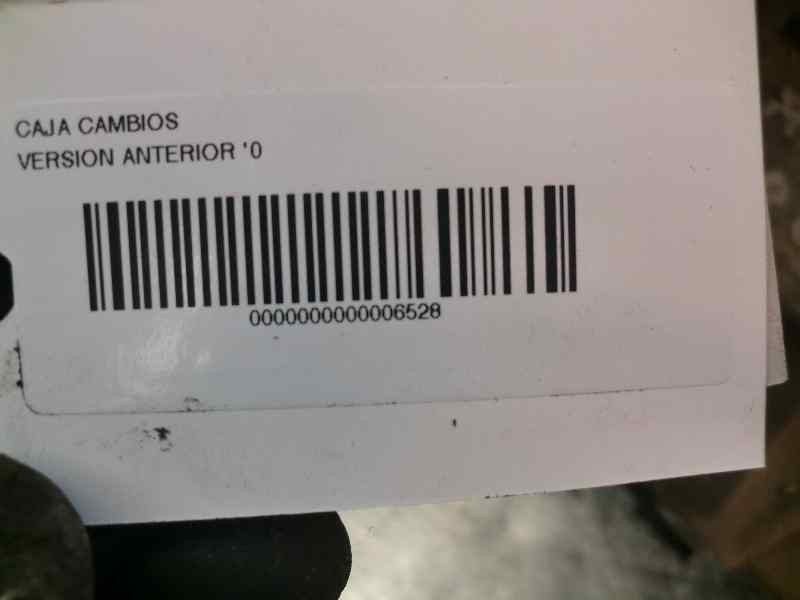 CAJA CAMBIOS
VERSION ANTERIOR '0
0000000000006528